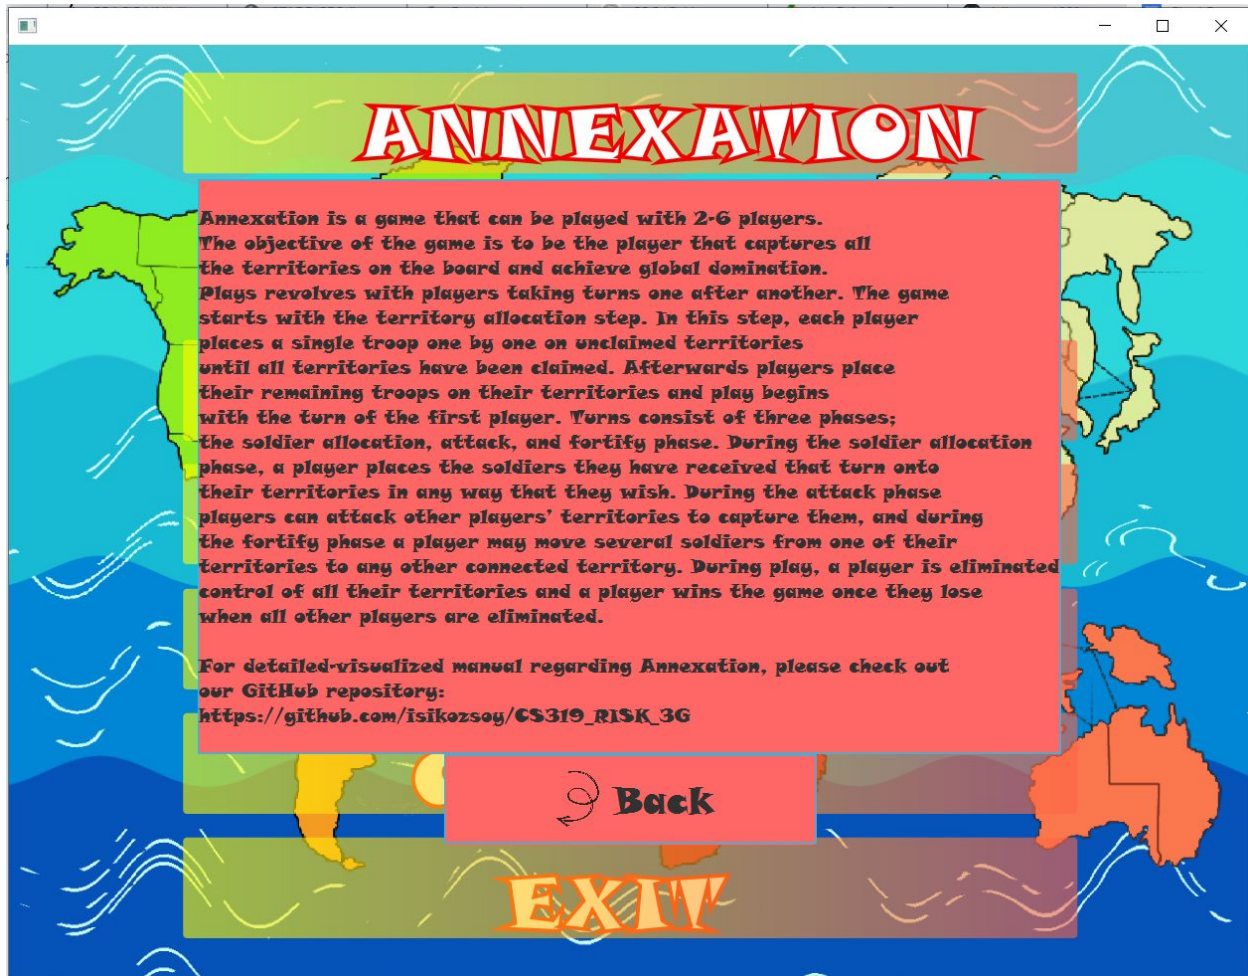 ANNEXATION
Annexation is a game that can be played with 2-6 players.
The objective of the game is to be the player that captures all
the territories on the board and achieve global domination.
Plays revolves with players taking turns one after another. The game
starts with the territory allocation step. In this step, each player
places a single troop one by one on unclaimed territories
until all territories have been claimed. Afterwards players place
their remaining troops on their territories and play begins
with the turn of the first player. Turns consist of three phases;
the soldier allocation, attack, and fortify phase. During the soldier allocation
phase, a player places the soldiers they have received that turn onto
their territories in any way that they wish. During the attack phase
players can attack other players’ territories to capture them, and during
the fortify phase a player may move several soldiers from one of their
territories to any other connected territory. During play, a player is eliminated
control of all their territories and a player wins the game once they lose
when all other players are eliminated.
For detailed-visualized manual regarding Annexation, please check out
our GitHub repository:
https://github.com/isikozsoy/CS319_RISK_3G
Back
EXIT